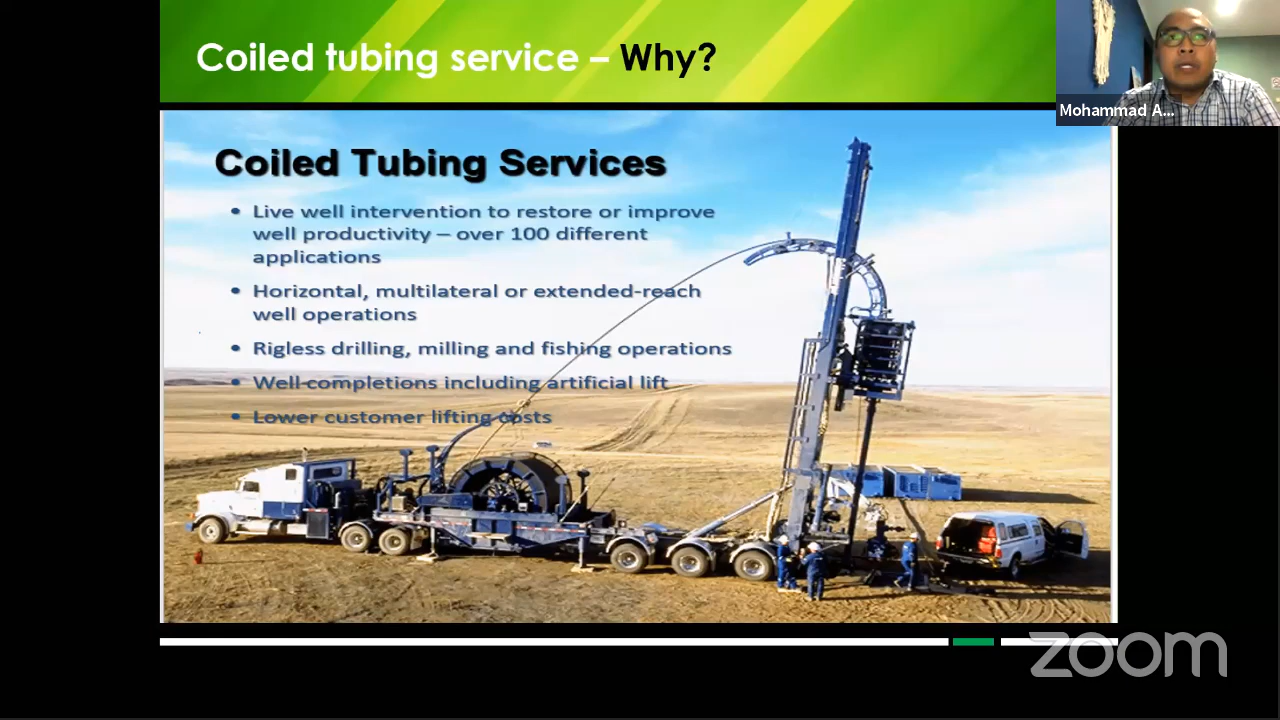 Coiled tubing service – Why?
Mohammad A...
Coiled Tubing Services
• Live well intervention to restore or improve
well productivity – over 100 different
applications
• Horizontal, multilateral or extended-reach
well operations
• Rigless drilling, milling and fishing operations
• Well completions including artificial lift
• Lower customer lifting costs
zoom